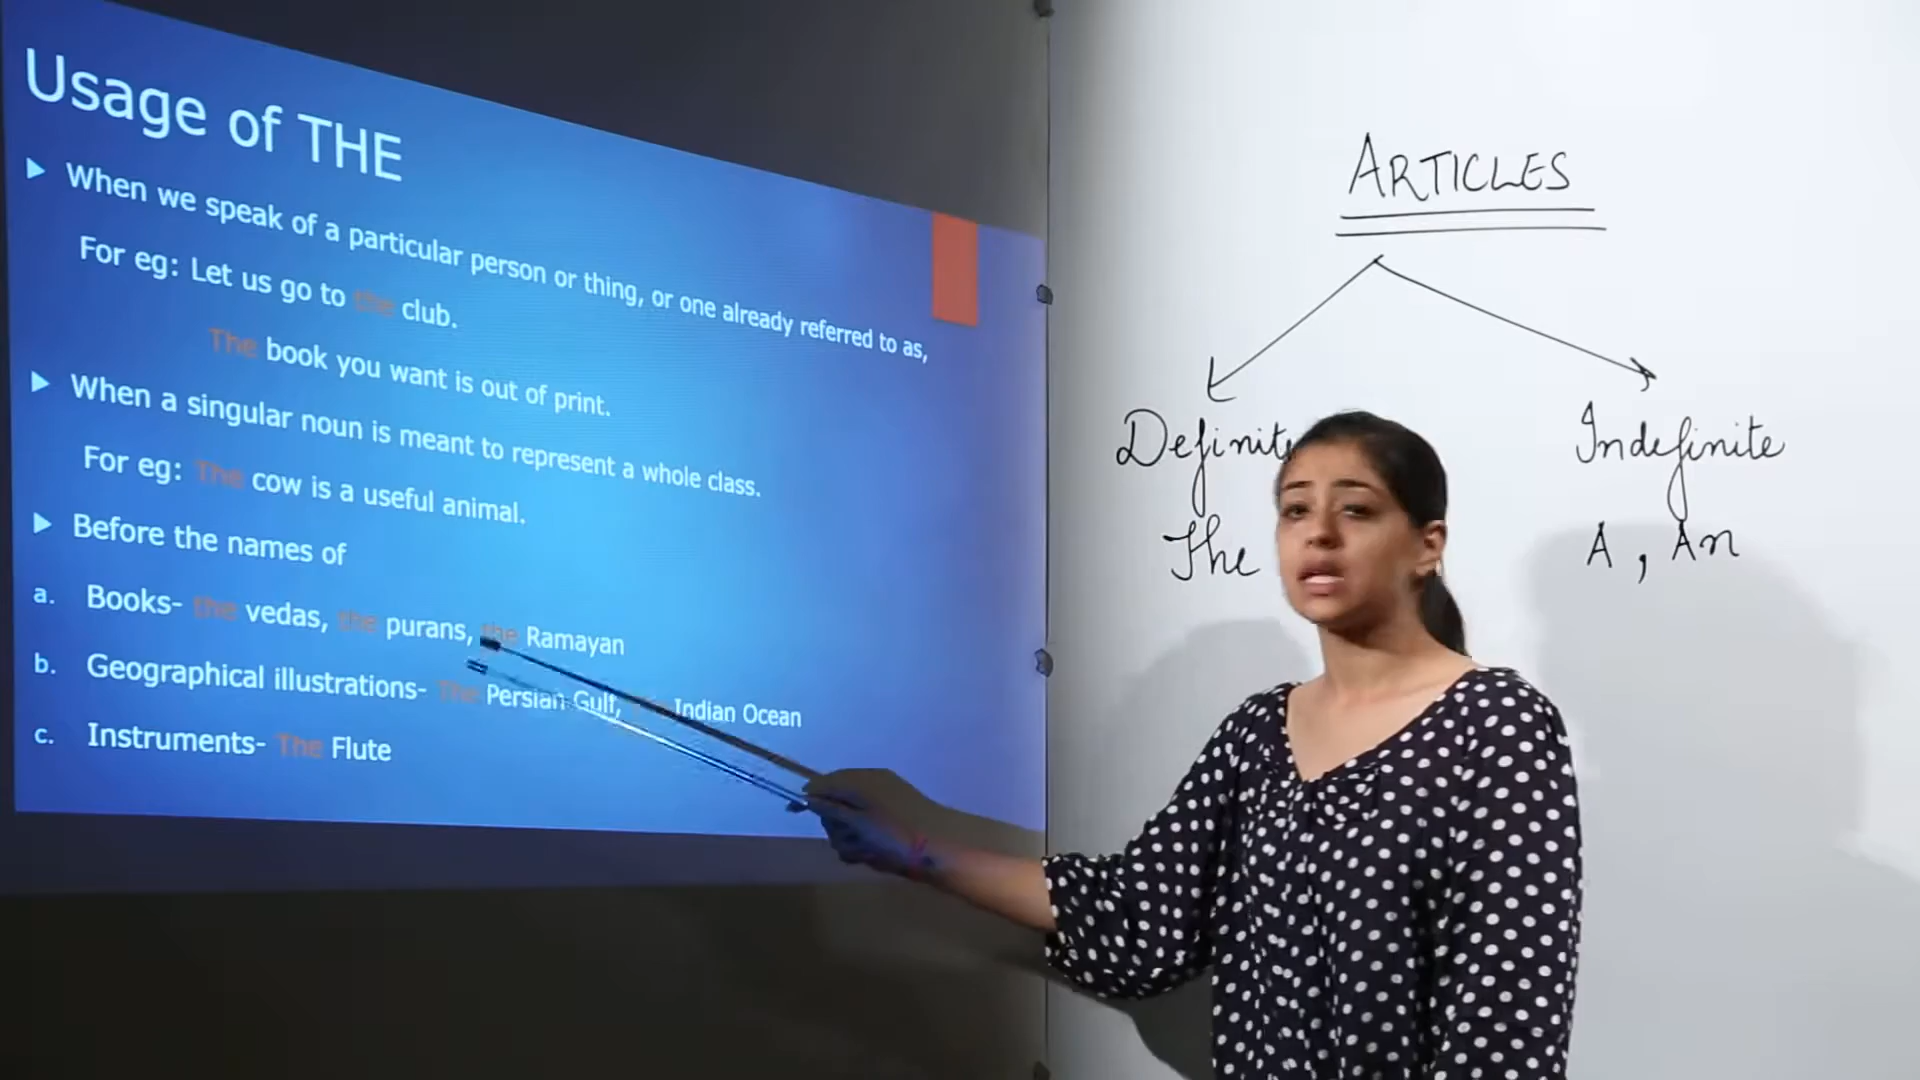 Usage of THE
When we speak of a particular person or thing, or one already referred to as,
For eg: Let us go to the club.
The book you want is out of print.
When a singular noun is meant to represent a whole class.
For eg: The cow is a useful animal.
Before the names of
a. Books- the vedas, the purans, the Ramayan
b. Geographical illustrations- The Persian Gulf, Indian Ocean
c. Instruments- The Flute
ARTICLES
Definite
Indefinite
The
A, An